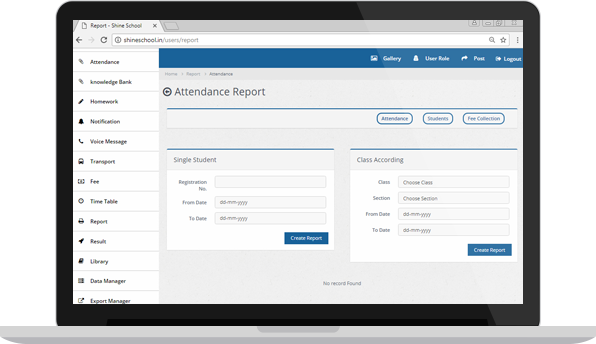 Report - Shine School
shineschool.in/users/report
Gallery User Role Post Logout
Home > Report > Attendance
Attendance
knowledge Bank
Homework
Notification
Voice Message
Transport
Fee
Time Table
Report
Result
Library
Data Manager
Export Manager
Attendance Report
Attendance Students Fee Collection
Single Student
Registration
No.
From Date dd-mm-yyyy
To Date dd-mm-yyyy
Create Report
Class According
Class Choose Class
Section Choose Section
From Date dd-mm-yyyy
To Date dd-mm-yyyy
Create Report
No record Found